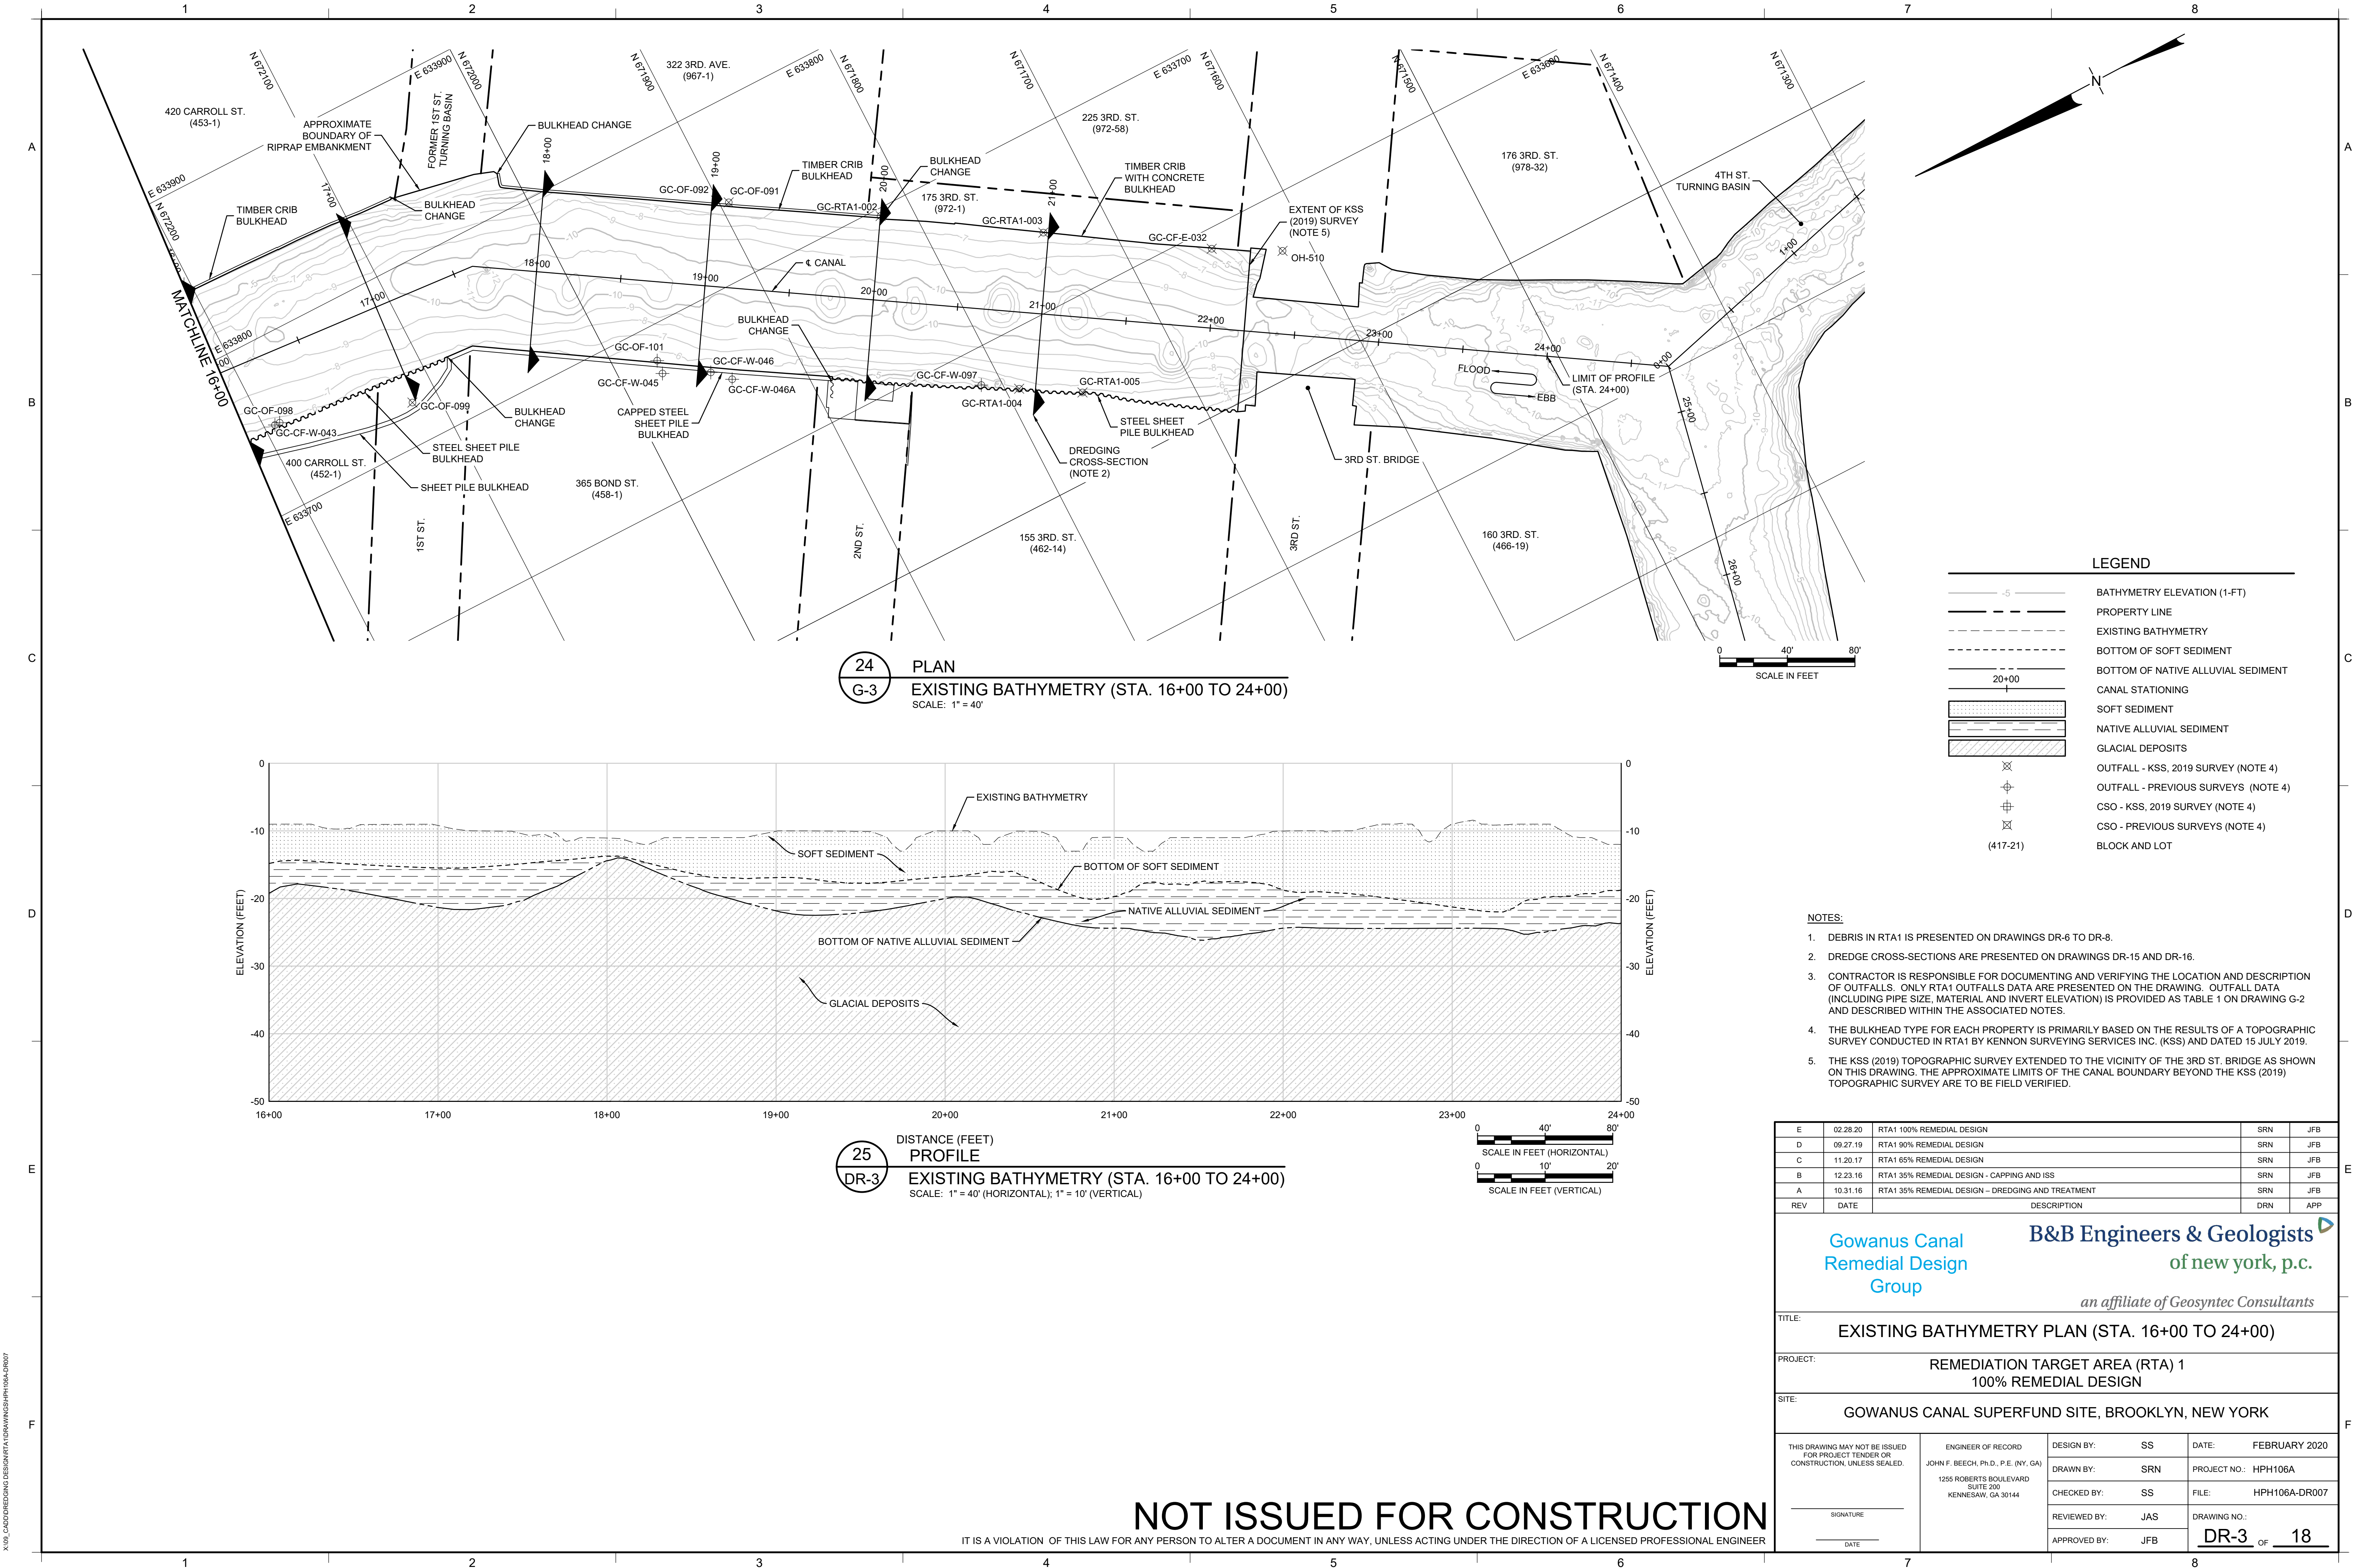 1 2 3 4 5 6 7 8
A
B
C
D
E
F
N 672100
E 633900
N 672000
N 671900
E 633800
N 671800
N 671700
E 633700
N 671600
N 671500
E 633600
N 671400
N 671300
N
322 3RD. AVE.
(967-1)
420 CARROLL ST.
(453-1)
APPROXIMATE
BOUNDARY OF
RIPRAP EMBANKMENT
FORMER 1ST ST.
TURNING BASIN
BULKHEAD CHANGE
18+00
19+00
20+00
21+00
17+00
225 3RD. ST.
(972-58)
176 3RD. ST.
(978-32)
4TH ST.
TURNING BASIN
E 633900
N 672200
TIMBER CRIB
BULKHEAD
BULKHEAD
CHANGE
GC-OF-092
GC-OF-091
TIMBER CRIB
BULKHEAD
GC-RTA1-002
BULKHEAD
CHANGE
175 3RD. ST.
(972-1)
TIMBER CRIB
WITH CONCRETE
BULKHEAD
GC-RTA1-003
GC-CF-E-032
EXTENT OF KSS
(2019) SURVEY
(NOTE 5)
OH-510
℄ CANAL
17+00
18+00
19+00
20+00
21+00
22+00
23+00
24+00
0+00
1+00
25+00
26+00
MATCHLINE 16+00
E 633800
BULKHEAD
CHANGE
GC-OF-101
GC-CF-W-045
GC-CF-W-046
GC-CF-W-046A
GC-CF-W-097
GC-RTA1-004
GC-RTA1-005
FLOOD
EBB
LIMIT OF PROFILE
(STA. 24+00)
GC-OF-098
GC-CF-W-043
GC-OF-099
BULKHEAD
CHANGE
CAPPED STEEL
SHEET PILE
BULKHEAD
STEEL SHEET
PILE BULKHEAD
STEEL SHEET PILE
BULKHEAD
DREDGING
CROSS-SECTION
(NOTE 2)
3RD ST. BRIDGE
400 CARROLL ST.
(452-1)
SHEET PILE BULKHEAD
365 BOND ST.
(458-1)
E 633700
1ST ST.
2ND ST.
3RD ST.
155 3RD. ST.
(462-14)
160 3RD. ST.
(466-19)
24
G-3
PLAN
EXISTING BATHYMETRY (STA. 16+00 TO 24+00)
SCALE: 1" = 40'
0 40' 80'
SCALE IN FEET
LEGEND
-5 BATHYMETRY ELEVATION (1-FT)
PROPERTY LINE
EXISTING BATHYMETRY
BOTTOM OF SOFT SEDIMENT
BOTTOM OF NATIVE ALLUVIAL SEDIMENT
20+00 CANAL STATIONING
SOFT SEDIMENT
NATIVE ALLUVIAL SEDIMENT
GLACIAL DEPOSITS
OUTFALL - KSS, 2019 SURVEY (NOTE 4)
OUTFALL - PREVIOUS SURVEYS (NOTE 4)
CSO - KSS, 2019 SURVEY (NOTE 4)
CSO - PREVIOUS SURVEYS (NOTE 4)
(417-21) BLOCK AND LOT
0
-10
-20
-30
-40
-50
ELEVATION (FEET)
EXISTING BATHYMETRY
SOFT SEDIMENT
BOTTOM OF SOFT SEDIMENT
NATIVE ALLUVIAL SEDIMENT
BOTTOM OF NATIVE ALLUVIAL SEDIMENT
GLACIAL DEPOSITS
0
-10
-20
-30
-40
-50
ELEVATION (FEET)
16+00 17+00 18+00 19+00 20+00 21+00 22+00 23+00 24+00
DISTANCE (FEET)
25
DR-3
PROFILE
EXISTING BATHYMETRY (STA. 16+00 TO 24+00)
SCALE: 1" = 40' (HORIZONTAL); 1" = 10' (VERTICAL)
0 40' 80'
SCALE IN FEET (HORIZONTAL)
0 10' 20'
SCALE IN FEET (VERTICAL)
NOTES:
1. DEBRIS IN RTA1 IS PRESENTED ON DRAWINGS DR-6 TO DR-8.
2. DREDGE CROSS-SECTIONS ARE PRESENTED ON DRAWINGS DR-15 AND DR-16.
3. CONTRACTOR IS RESPONSIBLE FOR DOCUMENTING AND VERIFYING THE LOCATION AND DESCRIPTION
OF OUTFALLS. ONLY RTA1 OUTFALLS DATA ARE PRESENTED ON THE DRAWING. OUTFALL DATA
(INCLUDING PIPE SIZE, MATERIAL AND INVERT ELEVATION) IS PROVIDED AS TABLE 1 ON DRAWING G-2
AND DESCRIBED WITHIN THE ASSOCIATED NOTES.
4. THE BULKHEAD TYPE FOR EACH PROPERTY IS PRIMARILY BASED ON THE RESULTS OF A TOPOGRAPHIC
SURVEY CONDUCTED IN RTA1 BY KENNON SURVEYING SERVICES INC. (KSS) AND DATED 15 JULY 2019.
5. THE KSS (2019) TOPOGRAPHIC SURVEY EXTENDED TO THE VICINITY OF THE 3RD ST. BRIDGE AS SHOWN
ON THIS DRAWING. THE APPROXIMATE LIMITS OF THE CANAL BOUNDARY BEYOND THE KSS (2019)
TOPOGRAPHIC SURVEY ARE TO BE FIELD VERIFIED.
E 02.28.20 RTA1 100% REMEDIAL DESIGN SRN JFB
D 09.27.19 RTA1 90% REMEDIAL DESIGN SRN JFB
C 11.20.17 RTA1 65% REMEDIAL DESIGN SRN JFB
B 12.23.16 RTA1 35% REMEDIAL DESIGN - CAPPING AND ISS SRN JFB
A 10.31.16 RTA1 35% REMEDIAL DESIGN – DREDGING AND TREATMENT SRN JFB
REV DATE DESCRIPTION DRN APP
Gowanus Canal
Remedial Design
Group
B&B Engineers & Geologists
of new york, p.c.
an affiliate of Geosyntec Consultants
TITLE:
EXISTING BATHYMETRY PLAN (STA. 16+00 TO 24+00)
PROJECT:
REMEDIATION TARGET AREA (RTA) 1
100% REMEDIAL DESIGN
SITE:
GOWANUS CANAL SUPERFUND SITE, BROOKLYN, NEW YORK
THIS DRAWING MAY NOT BE ISSUED
FOR PROJECT TENDER OR
CONSTRUCTION, UNLESS SEALED.
SIGNATURE
DATE
ENGINEER OF RECORD
JOHN F. BEECH, Ph.D., P.E. (NY, GA)
1255 ROBERTS BOULEVARD
SUITE 200
KENNESAW, GA 30144
DESIGN BY: SS
DRAWN BY: SRN
CHECKED BY: SS
REVIEWED BY: JAS
APPROVED BY: JFB
DATE: FEBRUARY 2020
PROJECT NO.: HPH106A
FILE: HPH106A-DR007
DRAWING NO.:
DR-3 OF 18
NOT ISSUED FOR CONSTRUCTION
IT IS A VIOLATION OF THIS LAW FOR ANY PERSON TO ALTER A DOCUMENT IN ANY WAY, UNLESS ACTING UNDER THE DIRECTION OF A LICENSED PROFESSIONAL ENGINEER
X:\09_CADD\DREDGING DESIGN\RTA1\DRAWINGS\HPH106A-DR007
1 2 3 4 5 6 7 8